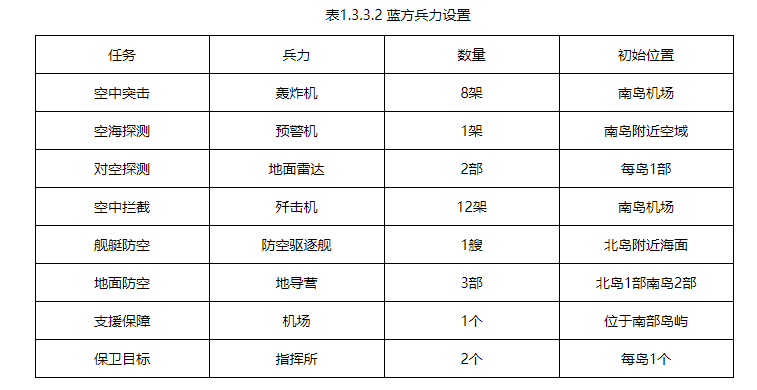 表1.3.3.2 蓝方兵力设置
任务 兵力 数量 初始位置
空中突击 轰炸机 8架 南岛机场
空海探测 预警机 1架 南岛附近空域
对空探测 地面雷达 2部 每岛1部
空中拦截 歼击机 12架 南岛机场
舰艇防空 防空驱逐舰 1艘 北岛附近海面
地面防空 地导营 3部 北岛1部南岛2部
支援保障 机场 1个 位于南部岛屿
保卫目标 指挥所 2个 每岛1个